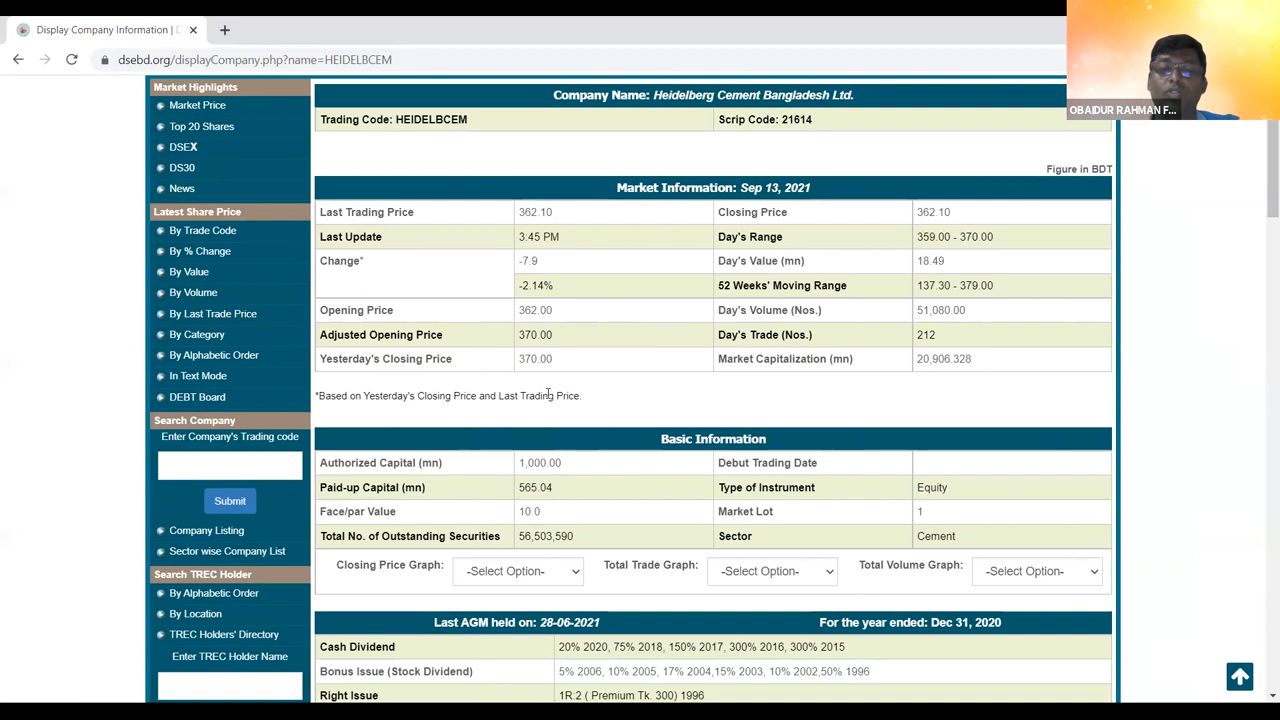 Display Company Information |
dsebd.org/displayCompany.php?name=HEIDELBCEM
OBAIDUR RAHMAN F...
Market Highlights
Market Price
Top 20 Shares
DSEX
DS30
News
Latest Share Price
By Trade Code
By % Change
By Value
By Volume
By Last Trade Price
By Category
By Alphabetic Order
In Text Mode
DEBT Board
Search Company
Enter Company's Trading code
Submit
Company Listing
Sector wise Company List
Search TREC Holder
By Alphabetic Order
By Location
TREC Holders' Directory
Enter TREC Holder Name
Company Name: Heidelberg Cement Bangladesh Ltd.
Trading Code: HEIDELBCEM Scrip Code: 21614
Figure in BDT
Market Information: Sep 13, 2021
Last Trading Price 362.10 Closing Price 362.10
Last Update 3:45 PM Day's Range 359.00 - 370.00
Change* -7.9 Day's Value (mn) 18.49
-2.14% 52 Weeks' Moving Range 137.30 - 379.00
Opening Price 362.00 Day's Volume (Nos.) 51,080.00
Adjusted Opening Price 370.00 Day's Trade (Nos.) 212
Yesterday's Closing Price 370.00 Market Capitalization (mn) 20,906.328
*Based on Yesterday's Closing Price and Last Trading Price.
Basic Information
Authorized Capital (mn) 1,000.00 Debut Trading Date
Paid-up Capital (mn) 565.04 Type of Instrument Equity
Face/par Value 10.0 Market Lot 1
Total No. of Outstanding Securities 56,503,590 Sector Cement
Closing Price Graph: -Select Option- Total Trade Graph: -Select Option- Total Volume Graph: -Select Option-
Last AGM held on: 28-06-2021 For the year ended: Dec 31, 2020
Cash Dividend 20% 2020, 75% 2018, 150% 2017, 300% 2016, 300% 2015
Bonus Issue (Stock Dividend) 5% 2006, 10% 2005, 17% 2004,15% 2003, 10% 2002,50% 1996
Right Issue 1R:2 ( Premium Tk. 300) 1996